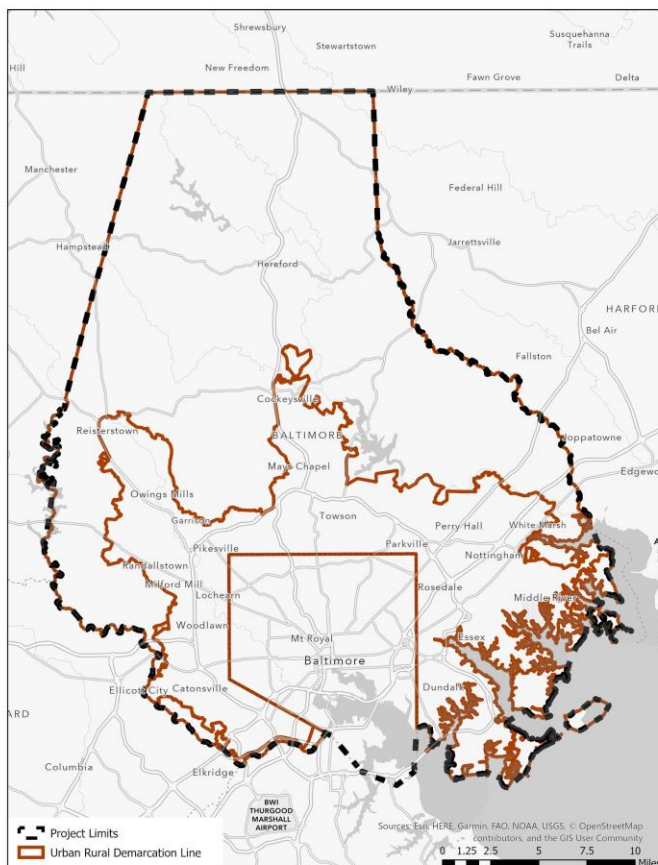 Shrewsbury
Susquehanna
Trails
Stewartstown
Hill
New Freedom
Fawn Grove
Delta
Wiley
Manchester
Federal Hill
Hampstead
Jarrettsville
Hereford
HARFOR
Bel Air
Fallston
Cockeysville
Reisterstown
BALTIMORE
Joppatowne
Edgew
Mays Chapel
Owings Mills
Garrison
Towson
Perry Hall
White Marsh
Pikesville
Parkville
Nottingham
Randallstown
Milford Mill
Lochearn
Rosedale
Middle River
Woodlawn
Mt Royal
Essex
Baltimore
Ellicott City
Catonsville
Dundalk
ARD
Columbia
Elkridge
BWI
THURGOOD
MARSHALL
AIRPORT
Project Limits
Urban Rural Demarcation Line
Sources: Esri, HERE, Garmin, FAO, NOAA, USGS, © OpenStreetMap
contributors, and the GIS User Community
0 1.25 2.5 5 7.5 10
Miles